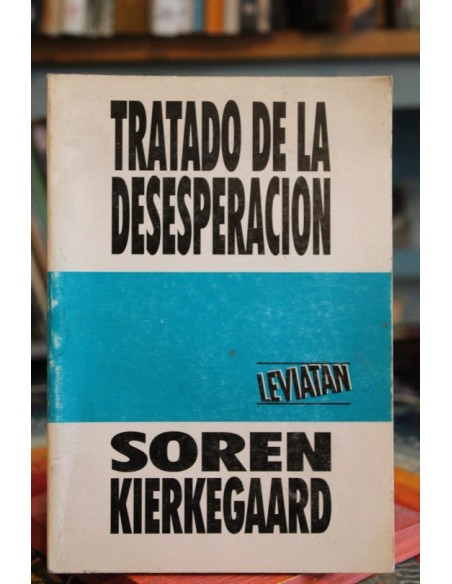 TRATADO DE LA
DESESPERACION
LEVIATAN
SOREN
KIERKEGAARD